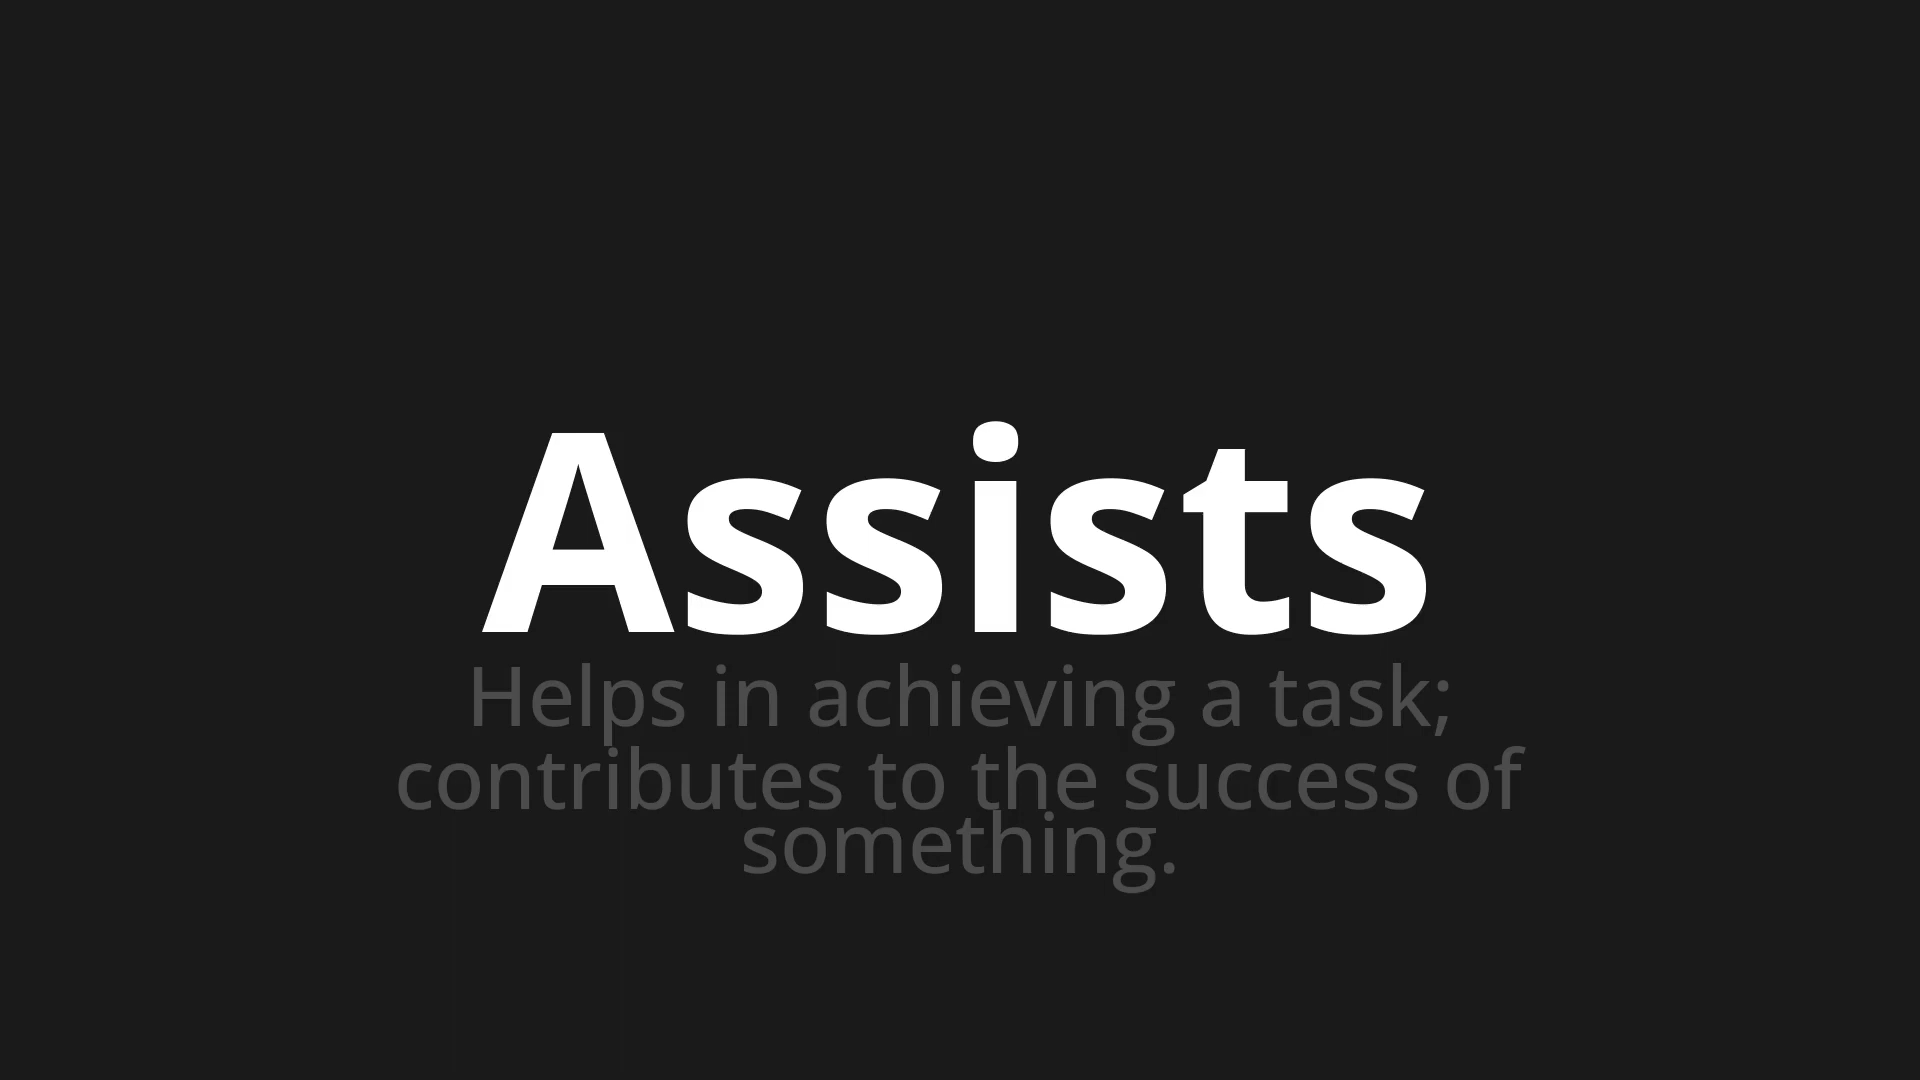 Assists
Helps in achieving a task;
contributes to the success of
something.